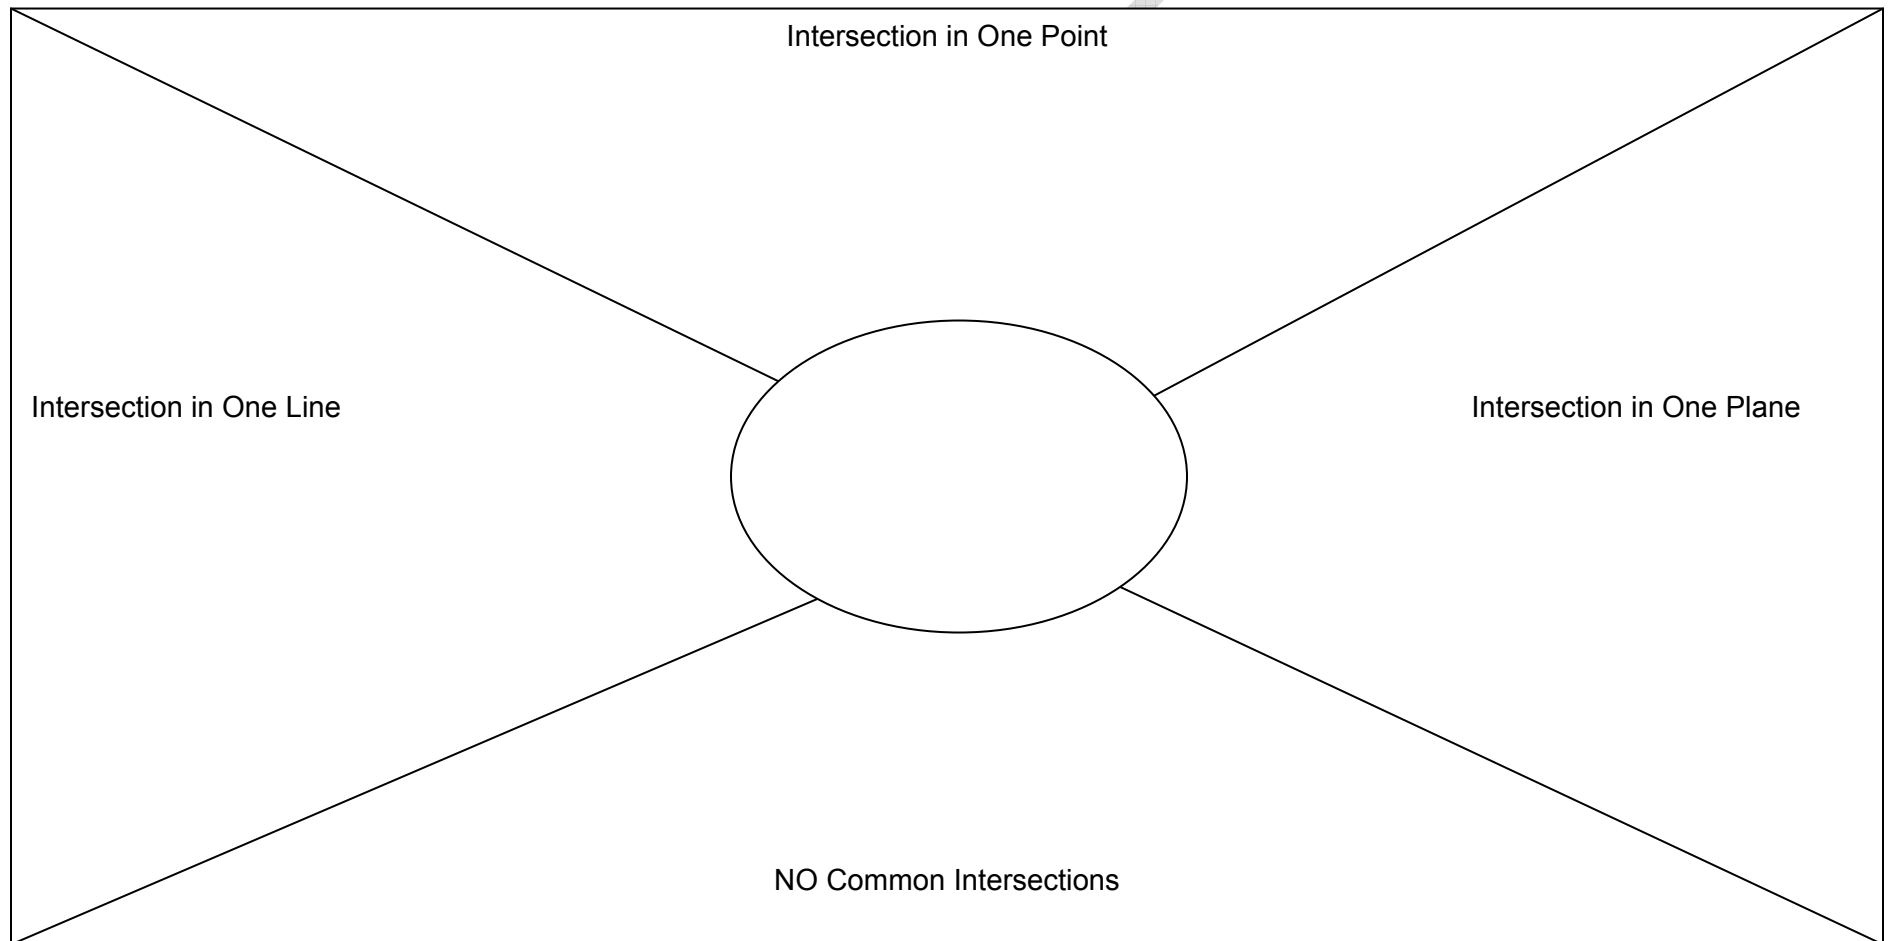 Intersection in One Point
Intersection in One Line
Intersection in One Plane
NO Common Intersections